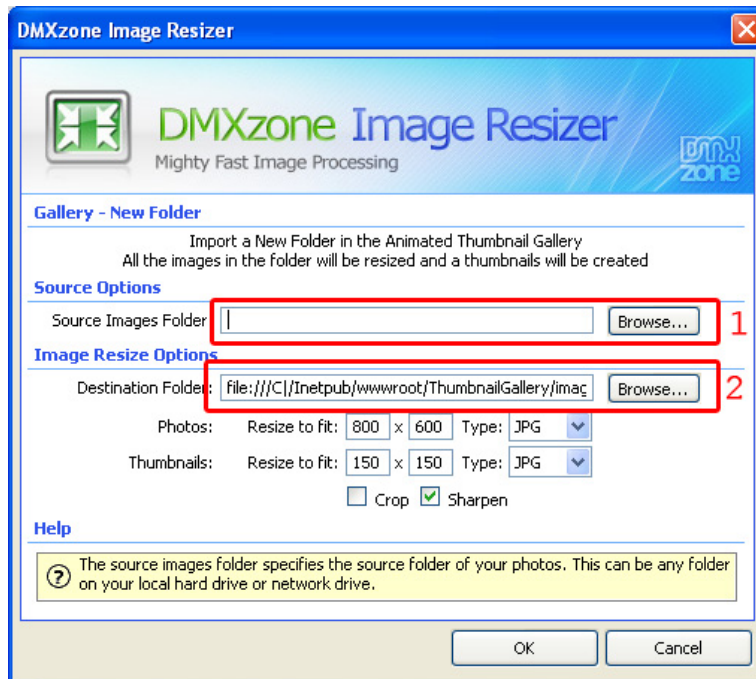 DMXzone Image Resizer
DMXzone Image Resizer
Mighty Fast Image Processing
DMX
zone
Gallery - New Folder
Import a New Folder in the Animated Thumbnail Gallery
All the images in the folder will be resized and a thumbnails will be created
Source Options
Source Images Folder Browse... 1
Image Resize Options
Destination Folder: file:///C|/Inetpub/wwwroot/ThumbnailGallery/imag Browse... 2
Photos: Resize to fit: 800 x 600 Type: JPG
Thumbnails: Resize to fit: 150 x 150 Type: JPG
Crop Sharpen
Help
? The source images folder specifies the source folder of your photos. This can be any folder
on your local hard drive or network drive.
OK Cancel